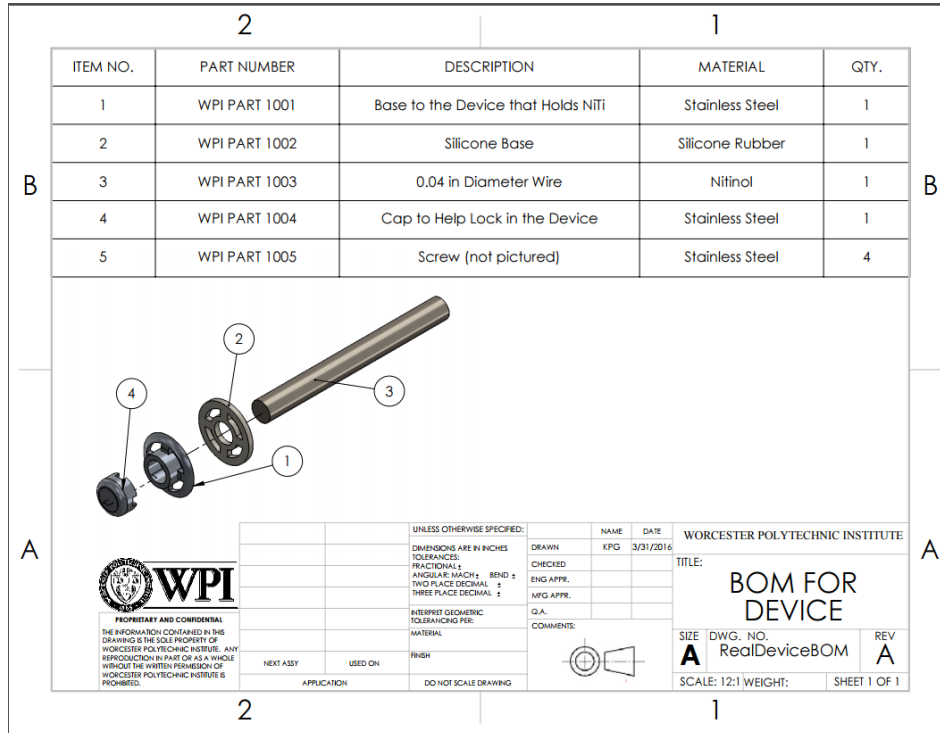 2 1
ITEM NO. PART NUMBER DESCRIPTION MATERIAL QTY.
1 WPI PART 1001 Base to the Device that Holds NiTi Stainless Steel 1
2 WPI PART 1002 Silicone Base Silicone Rubber 1
B B
3 WPI PART 1003 0.04 in Diameter Wire Nitinol 1
4 WPI PART 1004 Cap to Help Lock in the Device Stainless Steel 1
5 WPI PART 1005 Screw (not pictured) Stainless Steel 4
2
3
4
1
A A
WPI
PROPRIETARY AND CONFIDENTIAL
THE INFORMATION CONTAINED IN THIS
DRAWING IS THE SOLE PROPERTY OF
WORCESTER POLYTECHNIC INSTITUTE. ANY
REPRODUCTION IN PART OR AS A WHOLE
WITHOUT THE WRITTEN PERMISSION OF
WORCESTER POLYTECHNIC INSTITUTE IS
PROHIBITED.
NEXT ASSY USED ON
APPLICATION
UNLESS OTHERWISE SPECIFIED:
DIMENSIONS ARE IN INCHES
TOLERANCES:
FRACTIONAL ±
ANGULAR: MACH ± BEND ±
TWO PLACE DECIMAL ±
THREE PLACE DECIMAL ±
INTERPRET GEOMETRIC
TOLERANCING PER:
MATERIAL
FINISH
DO NOT SCALE DRAWING
NAME DATE
DRAWN KPG 3/31/2016
CHECKED
ENG APPR.
MFG APPR.
Q.A.
COMMENTS:
WORCESTER POLYTECHNIC INSTITUTE
TITLE:
BOM FOR
DEVICE
SIZE DWG. NO. REV
A RealDeviceBOM A
SCALE: 12:1 WEIGHT: SHEET 1 OF 1
2 1